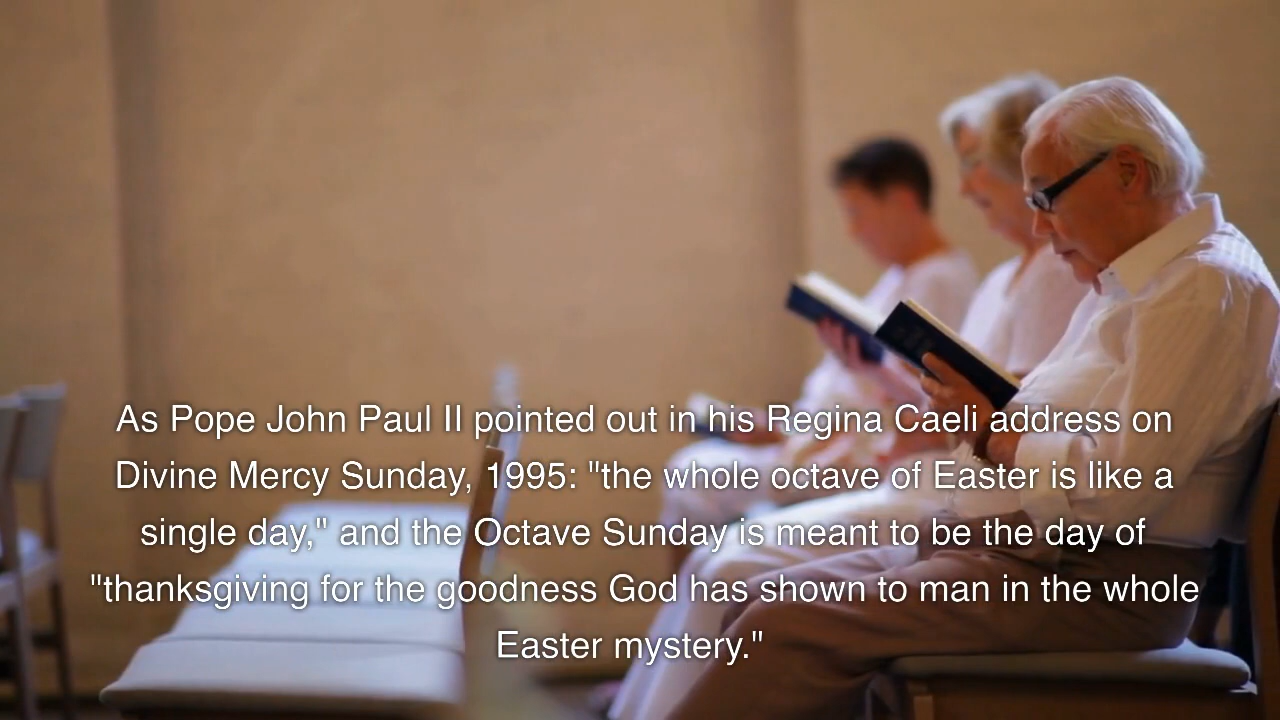 As Pope John Paul II pointed out in his Regina Caeli address on
Divine Mercy Sunday, 1995: "the whole octave of Easter is like a
single day," and the Octave Sunday is meant to be the day of
"thanksgiving for the goodness God has shown to man in the whole
Easter mystery."